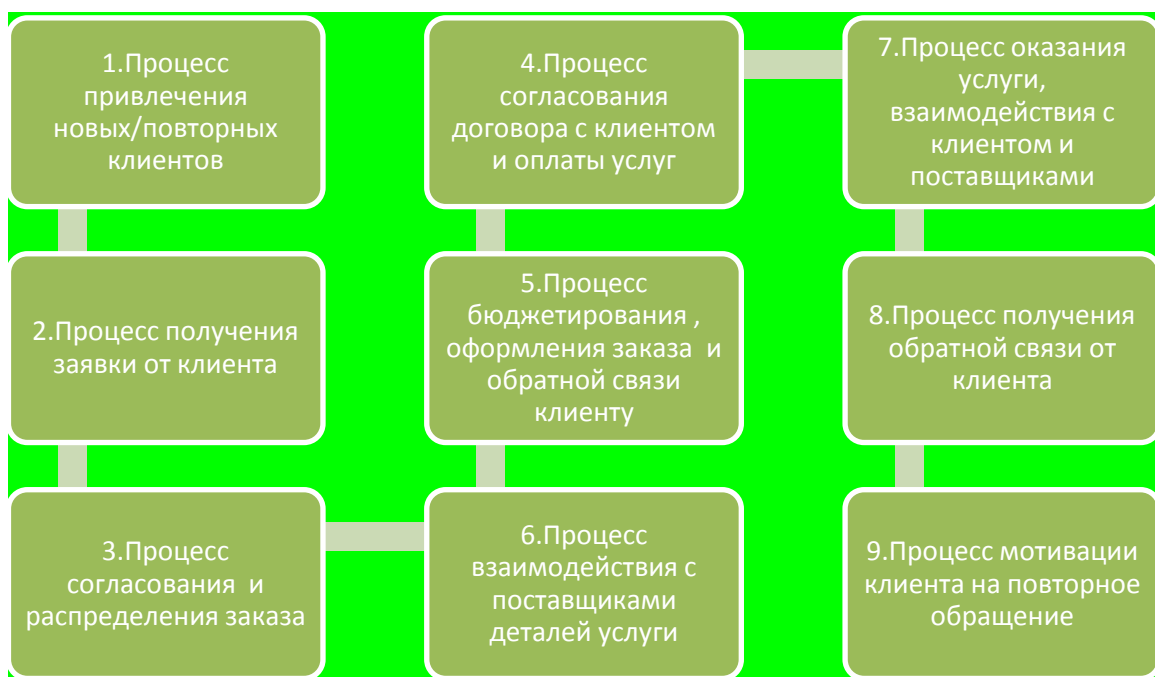 1.Процесс
привлечения
новых/повторных
клиентов
2.Процесс получения
заявки от клиента
3.Процесс
согласования  и
распределения заказа
4.Процесс
согласования
договора с клиентом
и оплаты услуг
5.Процесс
бюджетирования ,
оформления заказа  и
обратной связи
клиенту
6.Процесс
взаимодействия с
поставщиками
деталей услуги
7.Процесс оказания
услуги,
взаимодействия с
клиентом и
поставщиками
8.Процесс получения
обратной связи от
клиента
9.Процесс мотивации
клиента на повторное
обращение